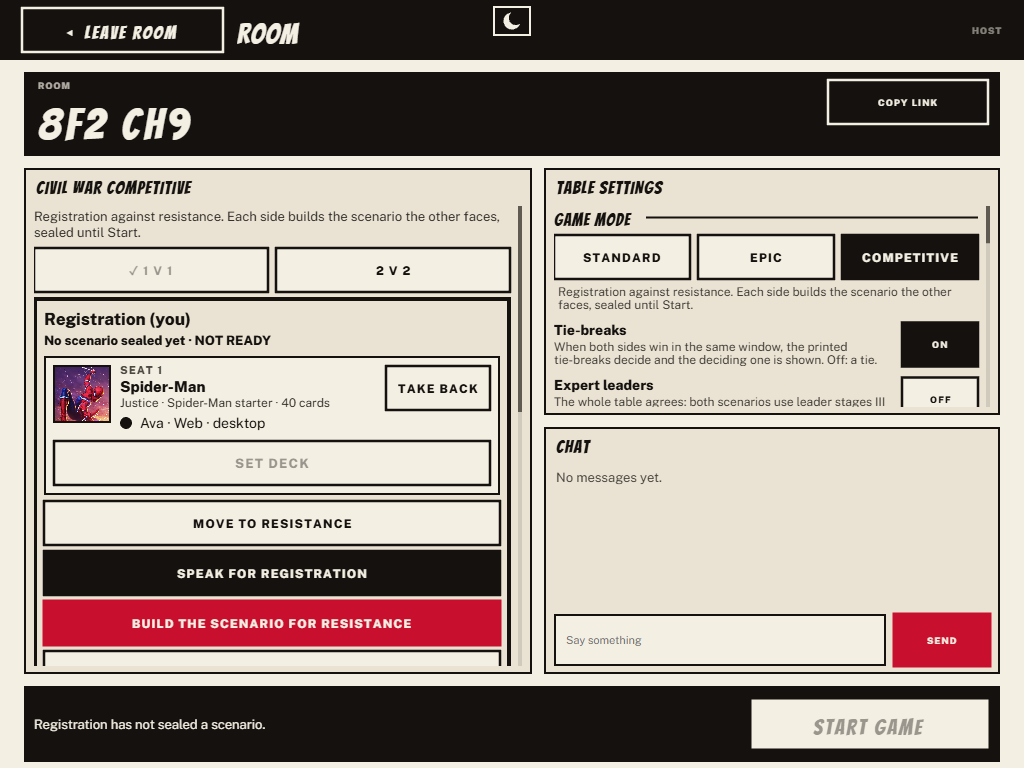 ◂ LEAVE ROOM
ROOM
HOST
ROOM
8F2 CH9
COPY LINK
CIVIL WAR COMPETITIVE
Registration against resistance. Each side builds the scenario the other faces,
sealed until Start.
✓ 1 V 1
2 V 2
Registration (you)
No scenario sealed yet · NOT READY
SEAT 1
Spider-Man
Justice · Spider-Man starter · 40 cards
Ava · Web · desktop
TAKE BACK
SET DECK
MOVE TO RESISTANCE
SPEAK FOR REGISTRATION
BUILD THE SCENARIO FOR RESISTANCE
TABLE SETTINGS
GAME MODE
STANDARD
EPIC
COMPETITIVE
Registration against resistance. Each side builds the scenario the other
faces, sealed until Start.
Tie-breaks
When both sides win in the same window, the printed
tie-breaks decide and the deciding one is shown. Off: a tie.
ON
Expert leaders
The whole table agrees: both scenarios use leader stages III
OFF
CHAT
No messages yet.
Say something
SEND
Registration has not sealed a scenario.
START GAME